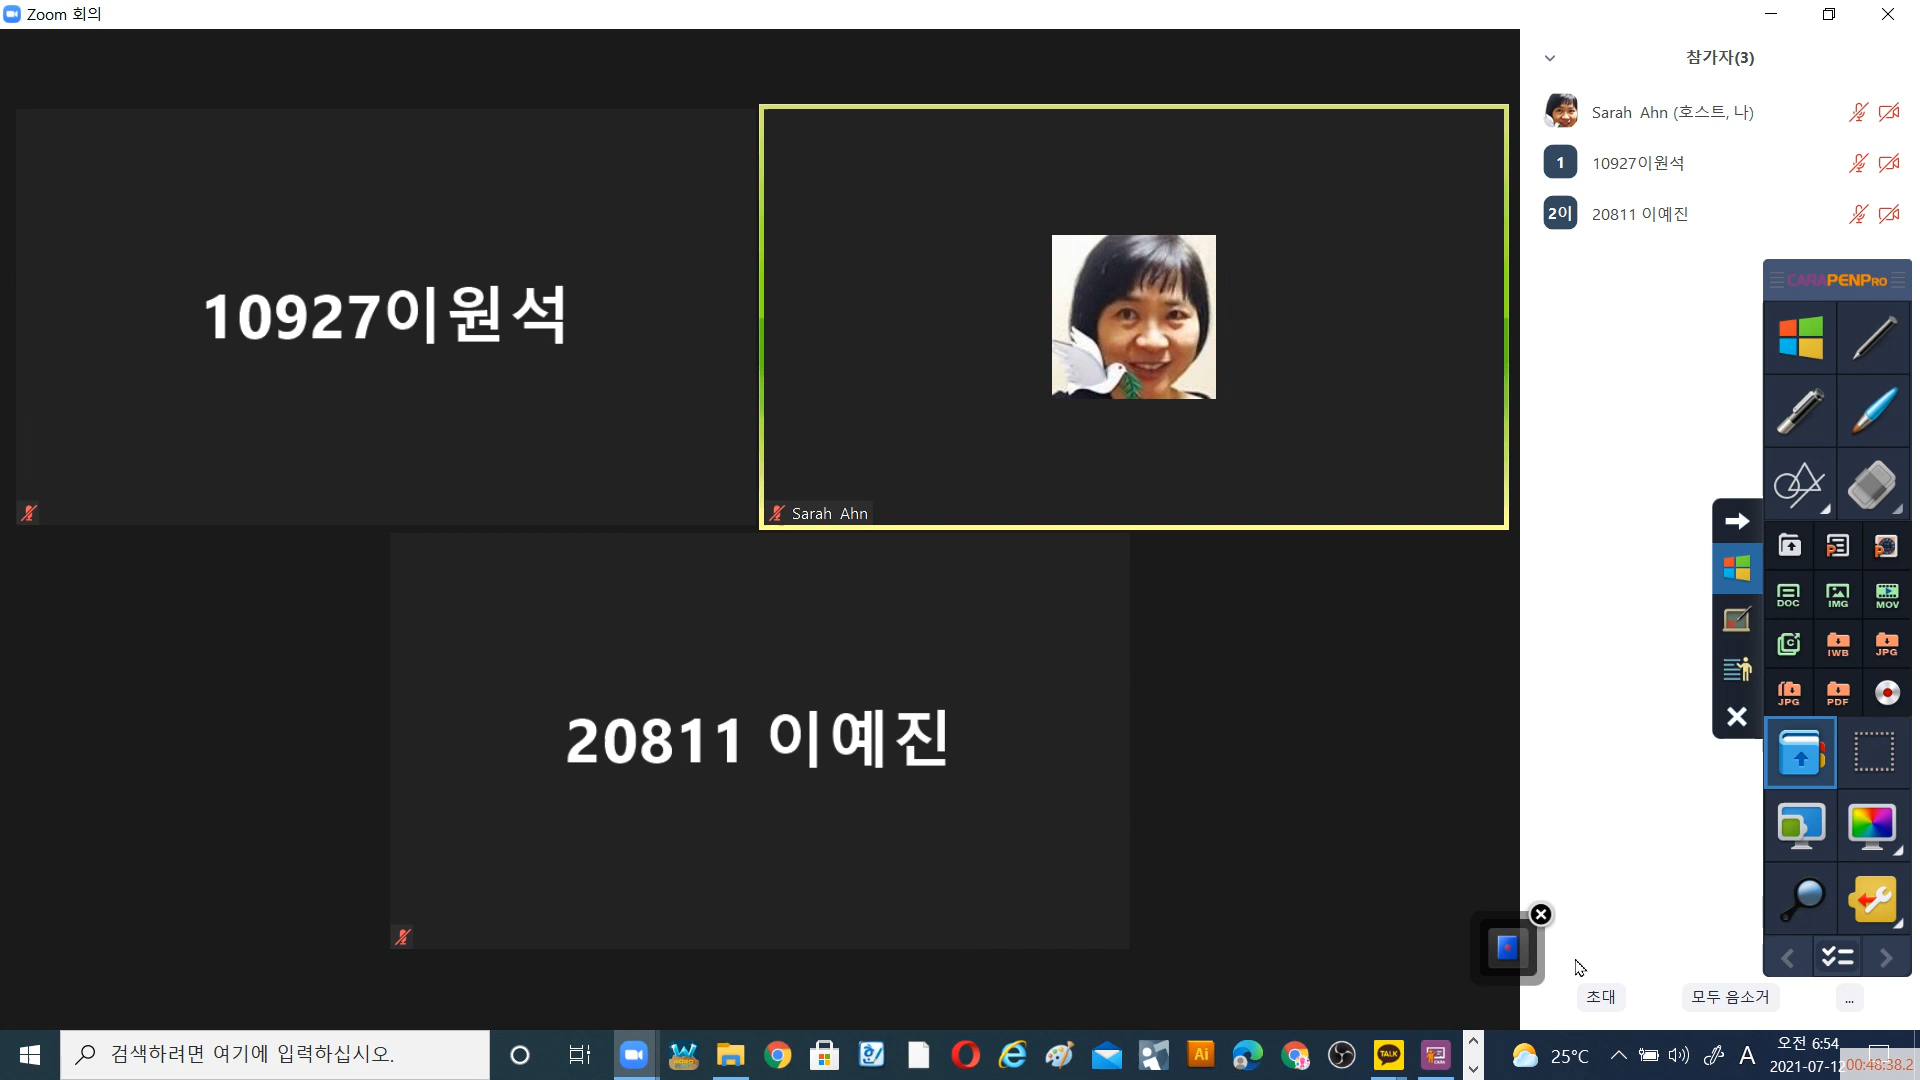 Zoom 회의
참가자(3)
Sarah Ahn (호스트, 나)
1 10927이원석
2이 20811 이예진
10927이원석
Sarah Ahn
20811 이예진
CARAPENPRO
DOC IMG MOV
IWB JPG
JPG PDF
초대 모두 음소거 ...
검색하려면 여기에 입력하십시오.
Ai
TALK
25°C
A
오전 6:54
2021-07-12
00:48:38.2